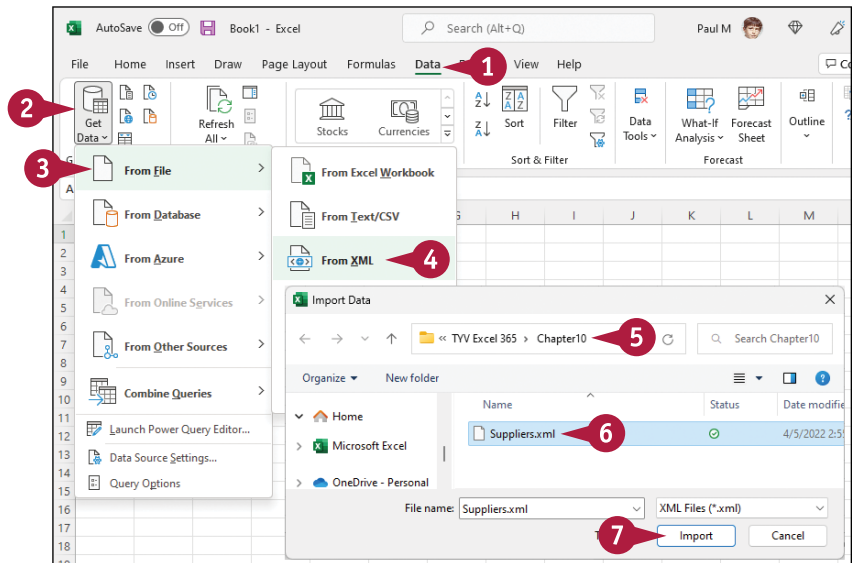 AutoSave Off Book1 - Excel Search (Alt+Q) Paul M
File Home Insert Draw Page Layout Formulas Data View Help
1
2
Get
Data
Refresh
All
Stocks Currencies
Sort Filter
Data
Tools
What-If
Analysis
Forecast
Sheet
Outline
Sort & Filter
Forecast
3
From File
From Database
From Azure
From Online Services
From Other Sources
Combine Queries
Launch Power Query Editor...
Data Source Settings...
Query Options
From Excel Workbook
From Text/CSV
From XML
4
A
H I J K L M
1
2
3
4
5
6
7
8
9
10
11
12
13
14
15
16
17
18
Import Data
« TYV Excel 365 › Chapter10
5
Search Chapter10
Organize New folder
Name Status Date modifie
Home
Microsoft Excel
OneDrive - Personal
Suppliers.xml
6
4/5/2022 2:5
File name: Suppliers.xml XML Files (*.xml)
7
Import Cancel